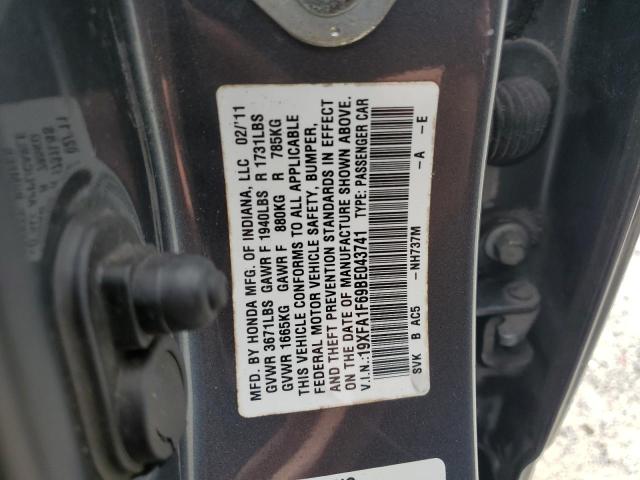 MFD. BY HONDA MFG. OF INDIANA, LLC 02/'11
GVWR 3671LBS GAWR F 1940LBS R 1731LBS
GVWR 1665KG GAWR F 880KG R 785KG
THIS VEHICLE CONFORMS TO ALL APPLICABLE
FEDERAL MOTOR VEHICLE SAFETY, BUMPER,
AND THEFT PREVENTION STANDARDS IN EFFECT
ON THE DATE OF MANUFACTURE SHOWN ABOVE.
V.I.N.:19XFA1F69BE043741 TYPE: PASSENGER CAR
SVK B AC5 -NH737M -A -E